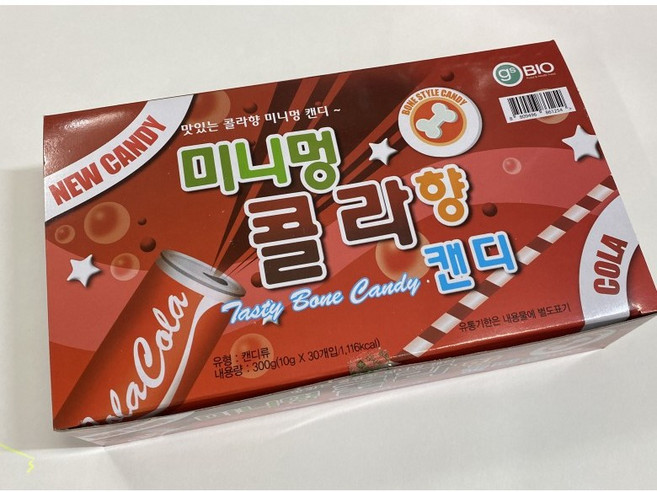 gs BIO
NEW CANDY
맛있는 콜라향 미니멍 캔디 ~
BONE STYLE CANDY
미니멍
콜라향
캔디
Tasty Bone Candy
COLA
유통기한은 내용물에 별도표기
유형 : 캔디류
내용량 : 300g(10g X 30개입/1,116kcal)